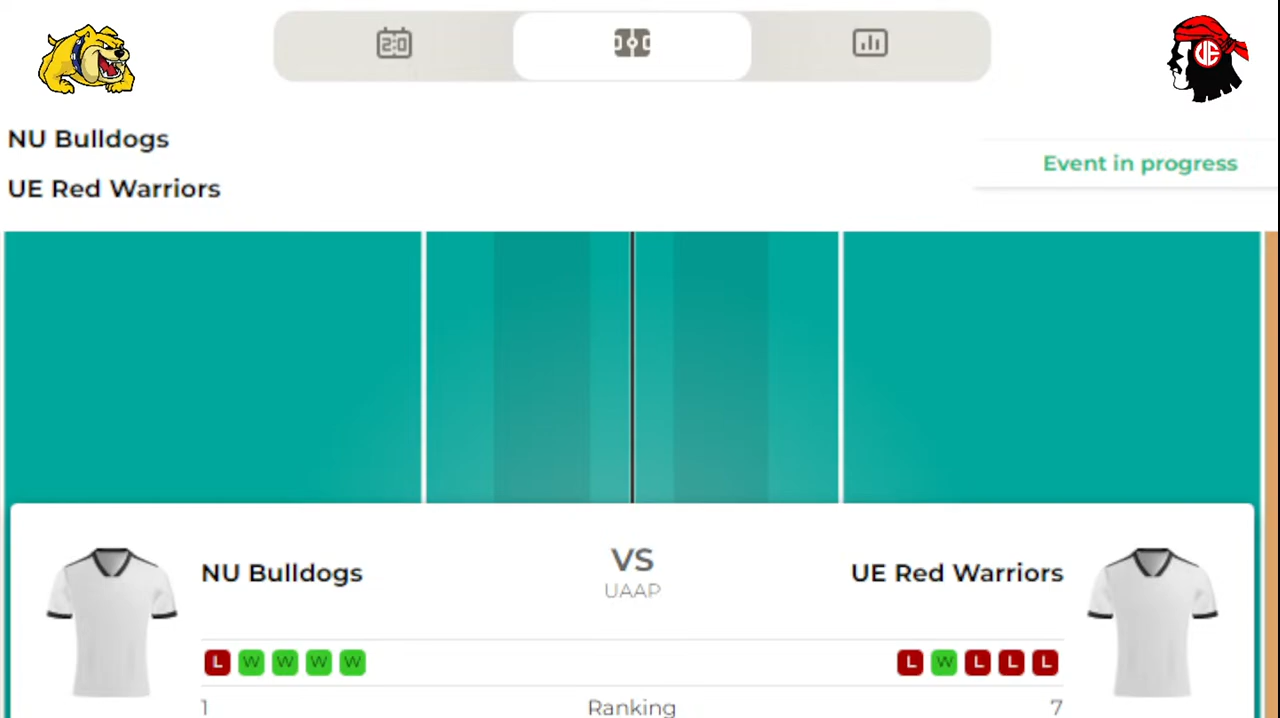 2:0
UE
NU Bulldogs
Event in progress
UE Red Warriors
NU Bulldogs
VS
UE Red Warriors
UAAP
L W W W W
L W L L L
1 Ranking 7